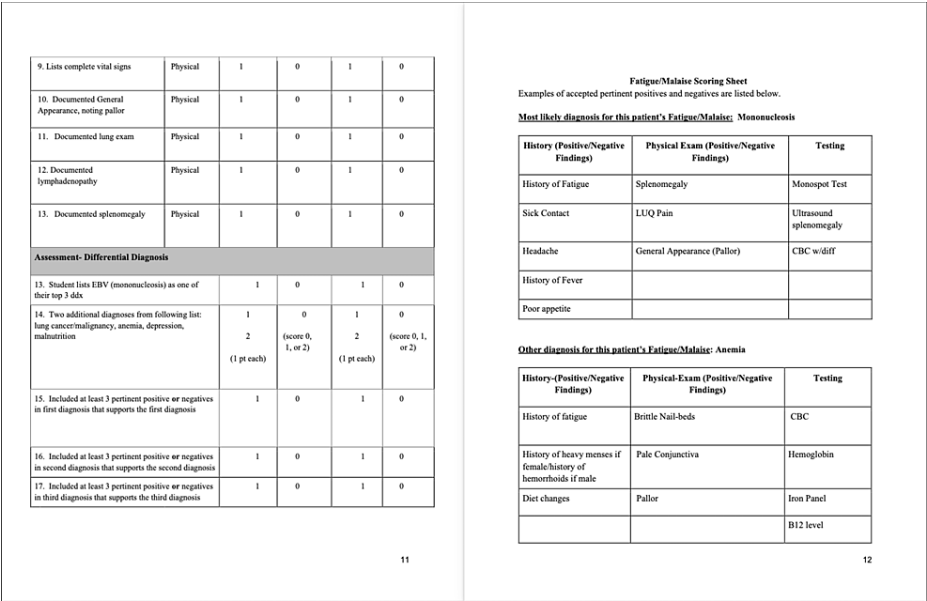 9. Lists complete vital signs Physical 1 0 1 0
10. Documented General
Appearance, noting pallor Physical 1 0 1 0
11. Documented lung exam Physical 1 0 1 0
12. Documented
lymphadenopathy Physical 1 0 1 0
13. Documented splenomegaly Physical 1 0 1 0
Assessment- Differential Diagnosis
13. Student lists EBV (mononucleosis) as one of
their top 3 ddx 1 0 1 0
14. Two additional diagnoses from following list:
lung cancer/malignancy, anemia, depression,
malnutrition
1 0 1 0
2 (score 0, 2 (score 0, 1,
1, or 2) or 2)
(1 pt each) (1 pt each)
15. Included at least 3 pertinent positive or negatives
in first diagnosis that supports the first diagnosis 1 0 1 0
16. Included at least 3 pertinent positive or negatives
in second diagnosis that supports the second diagnosis 1 0 1 0
17. Included at least 3 pertinent positive or negatives
in third diagnosis that supports the third diagnosis 1 0 1 0
11
Fatigue/Malaise Scoring Sheet
Examples of accepted pertinent positives and negatives are listed below.
Most likely diagnosis for this patient's Fatigue/Malaise: Mononucleosis
History (Positive/Negative Physical Exam (Positive/Negative Testing
Findings) Findings)
History of Fatigue Splenomegaly Monospot Test
Sick Contact LUQ Pain Ultrasound
splenomegaly
Headache General Appearance (Pallor) CBC w/diff
History of Fever
Poor appetite
Other diagnosis for this patient's Fatigue/Malaise: Anemia
History-(Positive/Negative Physical-Exam (Positive/Negative Testing
Findings) Findings)
History of fatigue Brittle Nail-beds CBC
History of heavy menses if Pale Conjunctiva Hemoglobin
female/history of
hemorrhoids if male
Diet changes Pallor Iron Panel
B12 level
12